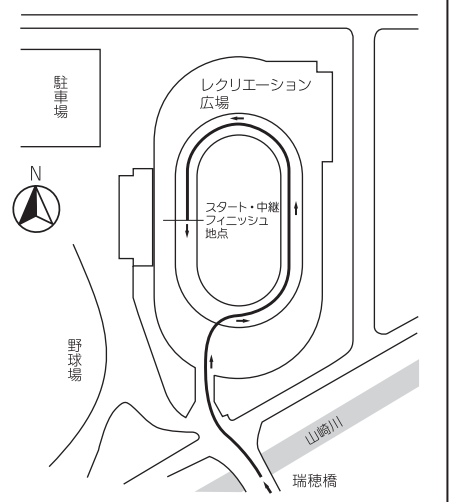 駐車場
レクリエーション
広場
N
スタート・中継
フィニッシュ
地点
野球場
山崎川
瑞穂橋